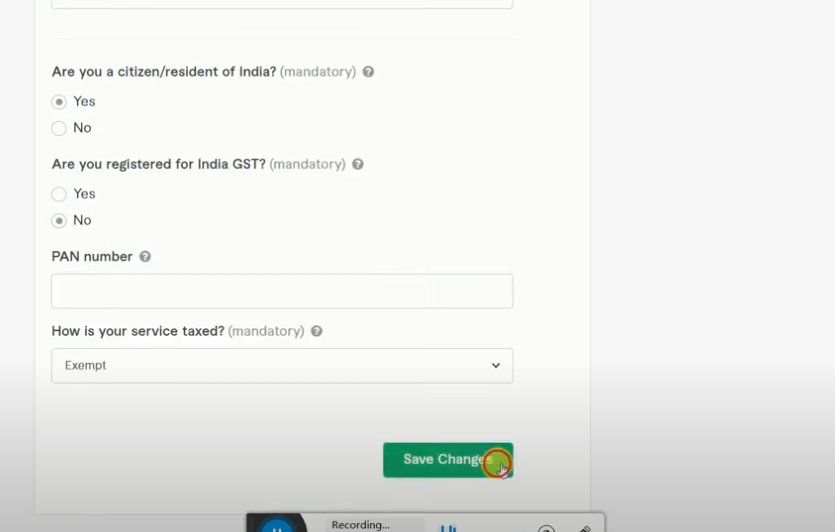 Are you a citizen/resident of India? (mandatory)
Yes
No
Are you registered for India GST? (mandatory)
Yes
No
PAN number
How is your service taxed? (mandatory)
Exempt
Save Changes
Recording...